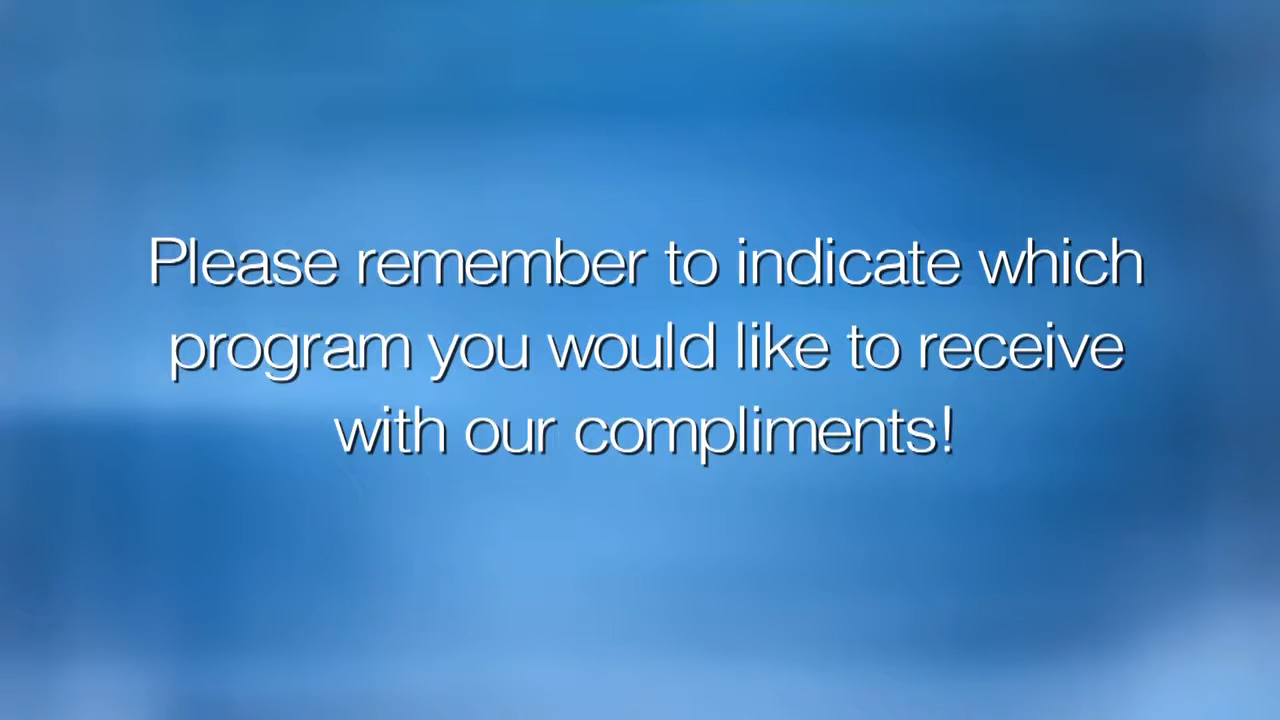 Please remember to indicate which
program you would like to receive
with our compliments!